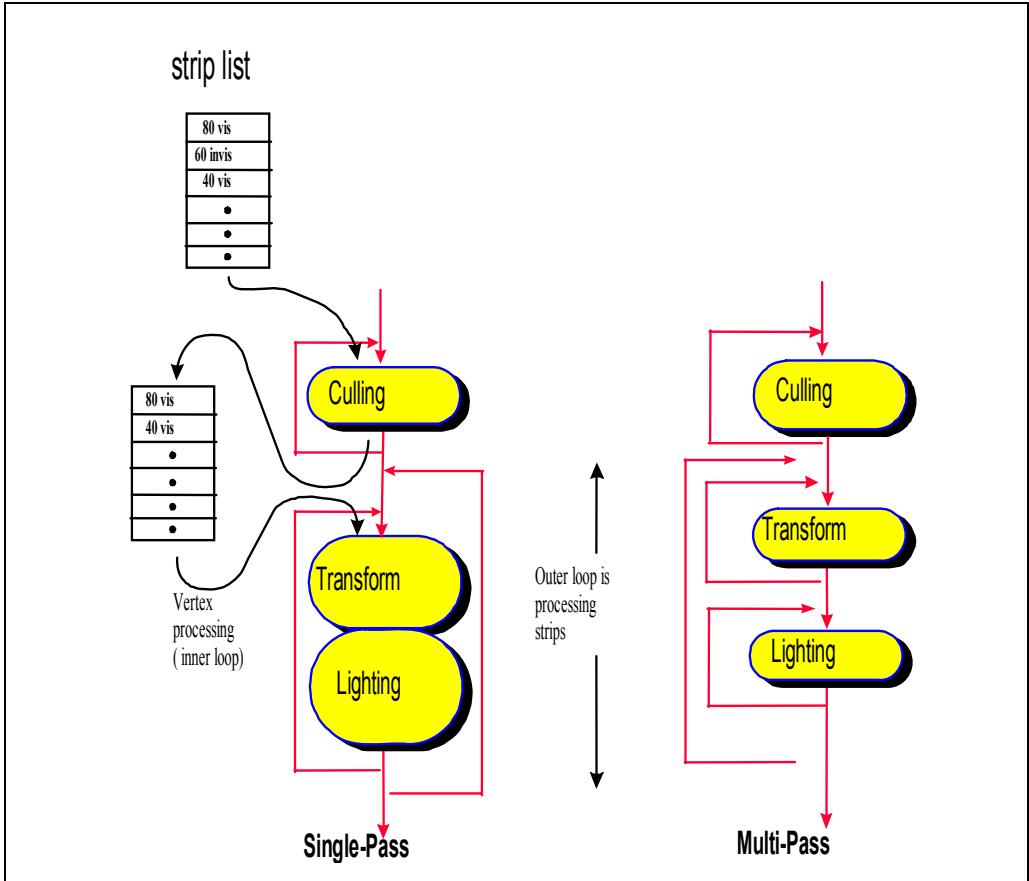 strip list
80 vis
60 invis
40 vis
Culling
80 vis
40 vis
Transform
Lighting
Vertex
processing
( inner loop)
Outer loop is
processing
strips
Culling
Transform
Lighting
Single-Pass
Multi-Pass